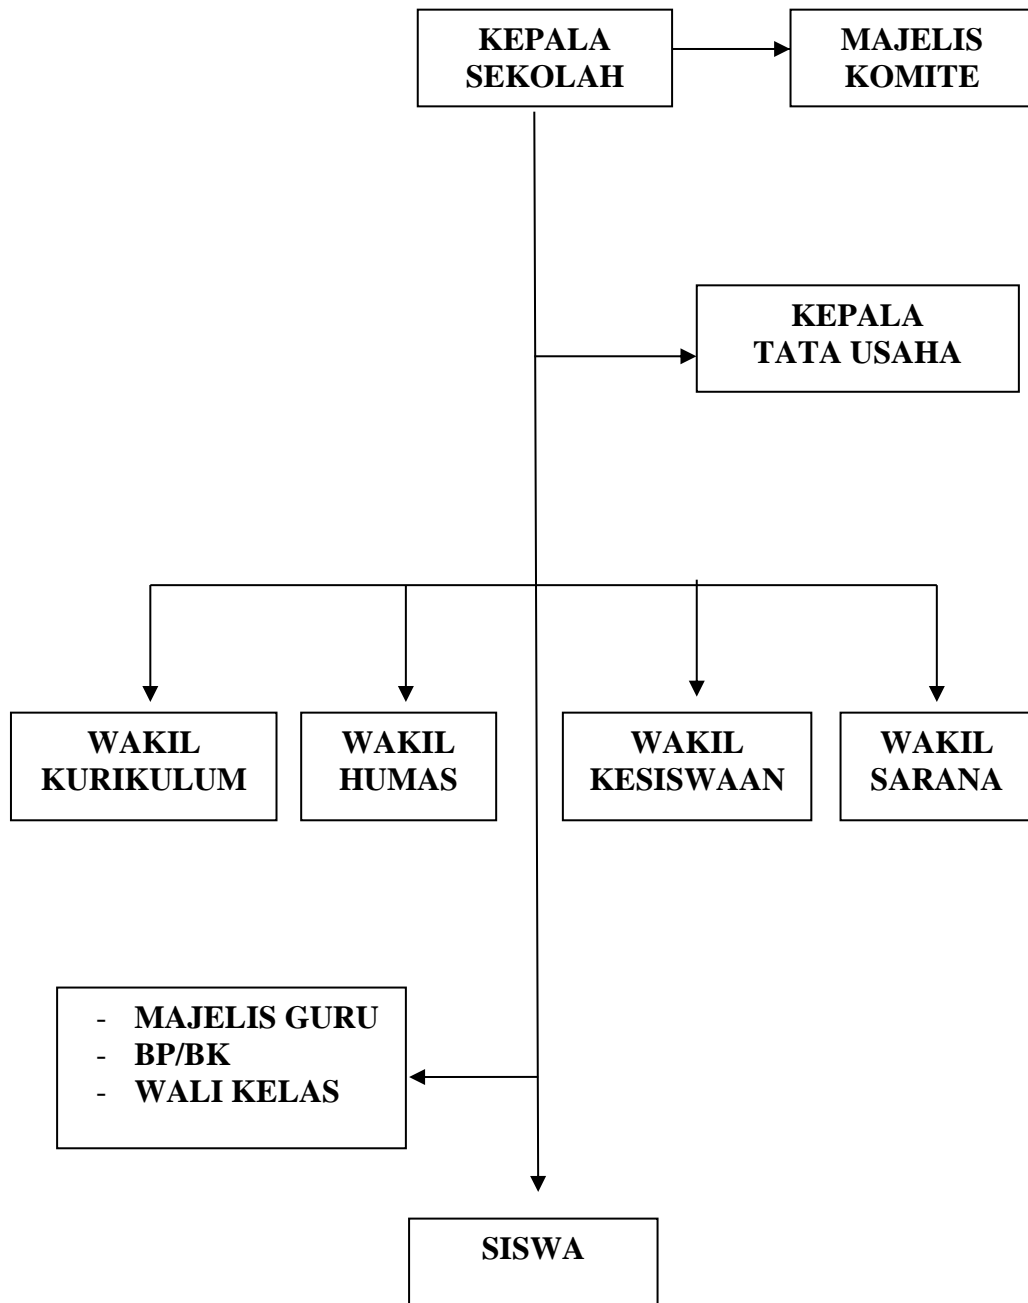 KEPALA
SEKOLAH
MAJELIS
KOMITE
KEPALA
TATA USAHA
WAKIL
KURIKULUM
WAKIL
HUMAS
WAKIL
KESISWAAN
WAKIL
SARANA
- MAJELIS GURU
- BP/BK
- WALI KELAS
SISWA